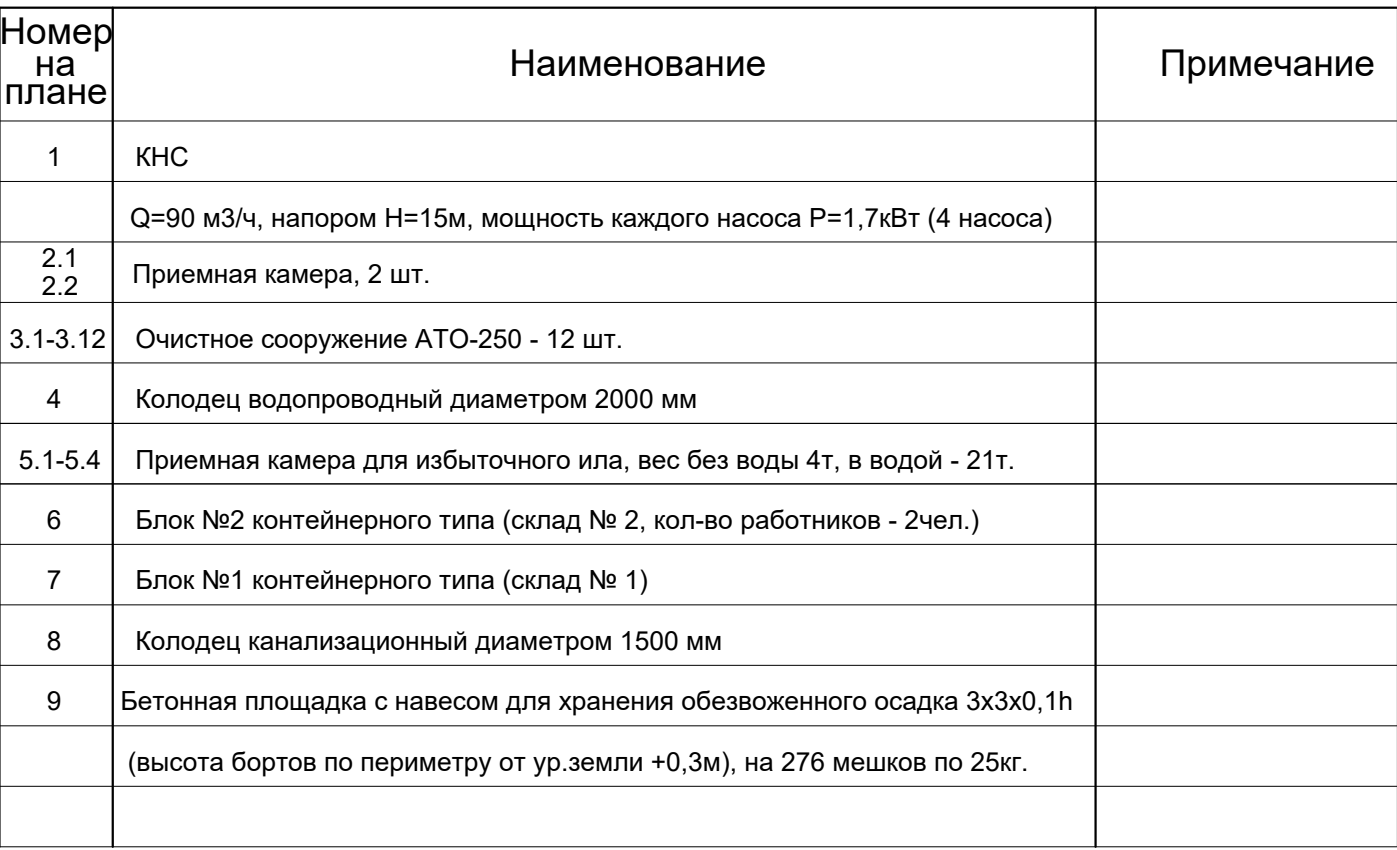 Номер
на
плане
Наименование
Примечание
1
КНС
Q=90 м3/ч, напором Н=15м, мощность каждого насоса Р=1,7кВт (4 насоса)
2.1
2.2
Приемная камера, 2 шт.
3.1-3.12
Очистное сооружение АТО-250 - 12 шт.
4
Колодец водопроводный диаметром 2000 мм
5.1-5.4
Приемная камера для избыточного ила, вес без воды 4т, в водой - 21т.
6
Блок №2 контейнерного типа (склад № 2, кол-во работников - 2чел.)
7
Блок №1 контейнерного типа (склад № 1)
8
Колодец канализационный диаметром 1500 мм
9
Бетонная площадка с навесом для хранения обезвоженного осадка 3х3х0,1h
(высота бортов по периметру от ур.земли +0,3м), на 276 мешков по 25кг.